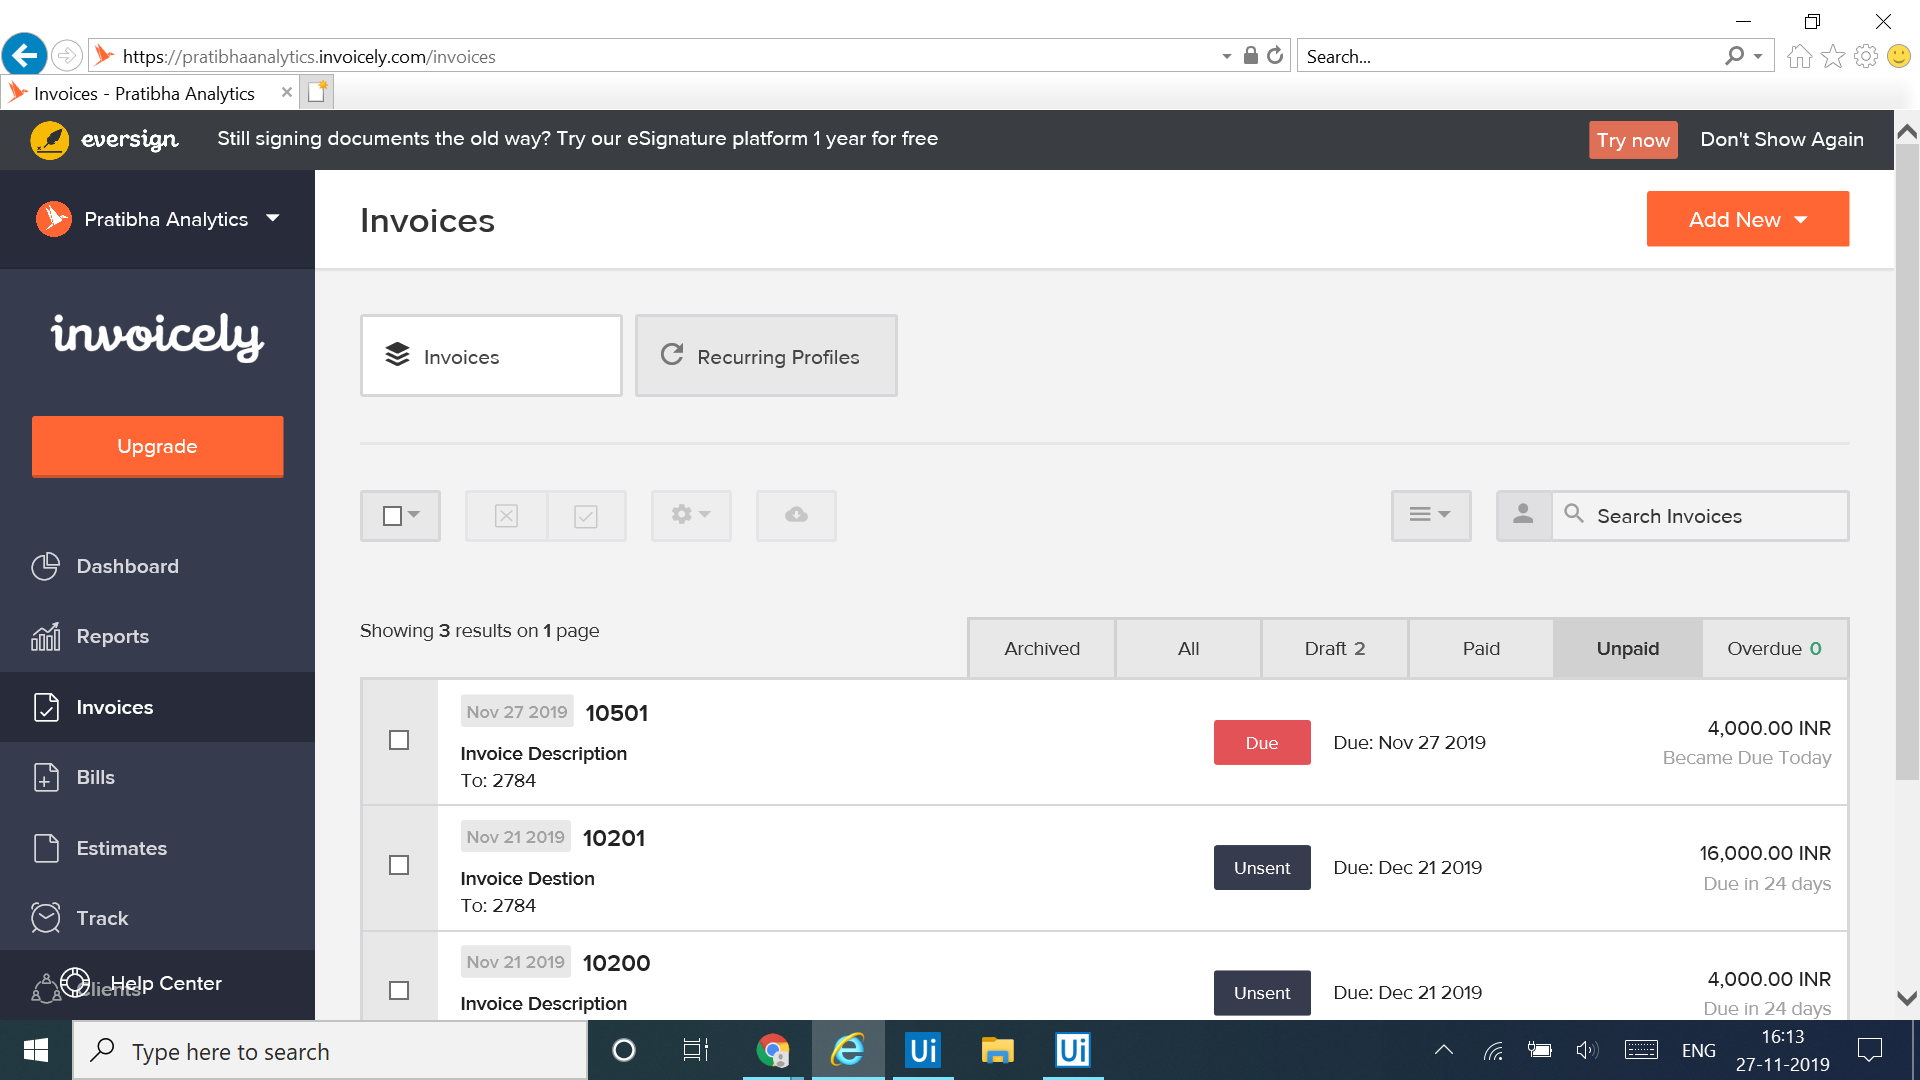 https://pratibhaanalytics.invoicely.com/invoices
Search...
Invoices - Pratibha Analytics
eversign
Still signing documents the old way? Try our eSignature platform 1 year for free
Try now
Don't Show Again
Pratibha Analytics
Invoices
Add New
invoicely
Upgrade
Invoices
Recurring Profiles
Search Invoices
Dashboard
Reports
Invoices
Bills
Estimates
Track
Clients
Help Center
Showing 3 results on 1 page
Archived
All
Draft 2
Paid
Unpaid
Overdue 0
Nov 27 2019 10501
Invoice Description
To: 2784
Due
Due: Nov 27 2019
4,000.00 INR
Became Due Today
Nov 21 2019 10201
Invoice Destion
To: 2784
Unsent
Due: Dec 21 2019
16,000.00 INR
Due in 24 days
Nov 21 2019 10200
Invoice Description
Unsent
Due: Dec 21 2019
4,000.00 INR
Due in 24 days
Type here to search
Ui
Ui
ENG
16:13
27-11-2019